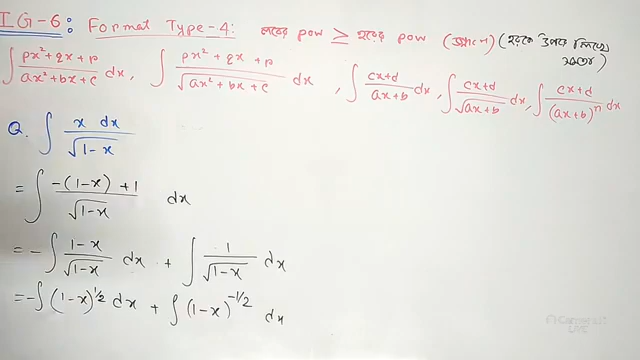 IG-6: Format Type-4: লবের pow ≥ হরের pow (হরকে উপরে লিখে
∫ (px² + qx + p)/(ax² + bx + c) dx, ∫ (px² + qx + p)/√(ax² + bx + c) dx, ∫ (cx+d)/(ax+b) dx, ∫ (cx+d)/√(ax+b) dx, ∫ (cx+d)/(ax+b)ⁿ dx
Q. ∫ (x dx)/√(1-x)
= ∫ (-(1-x) + 1)/√(1-x) dx
= -∫ (1-x)/√(1-x) dx + ∫ 1/√(1-x) dx
= -∫ (1-x)^(1/2) dx + ∫ (1-x)^(-1/2) dx